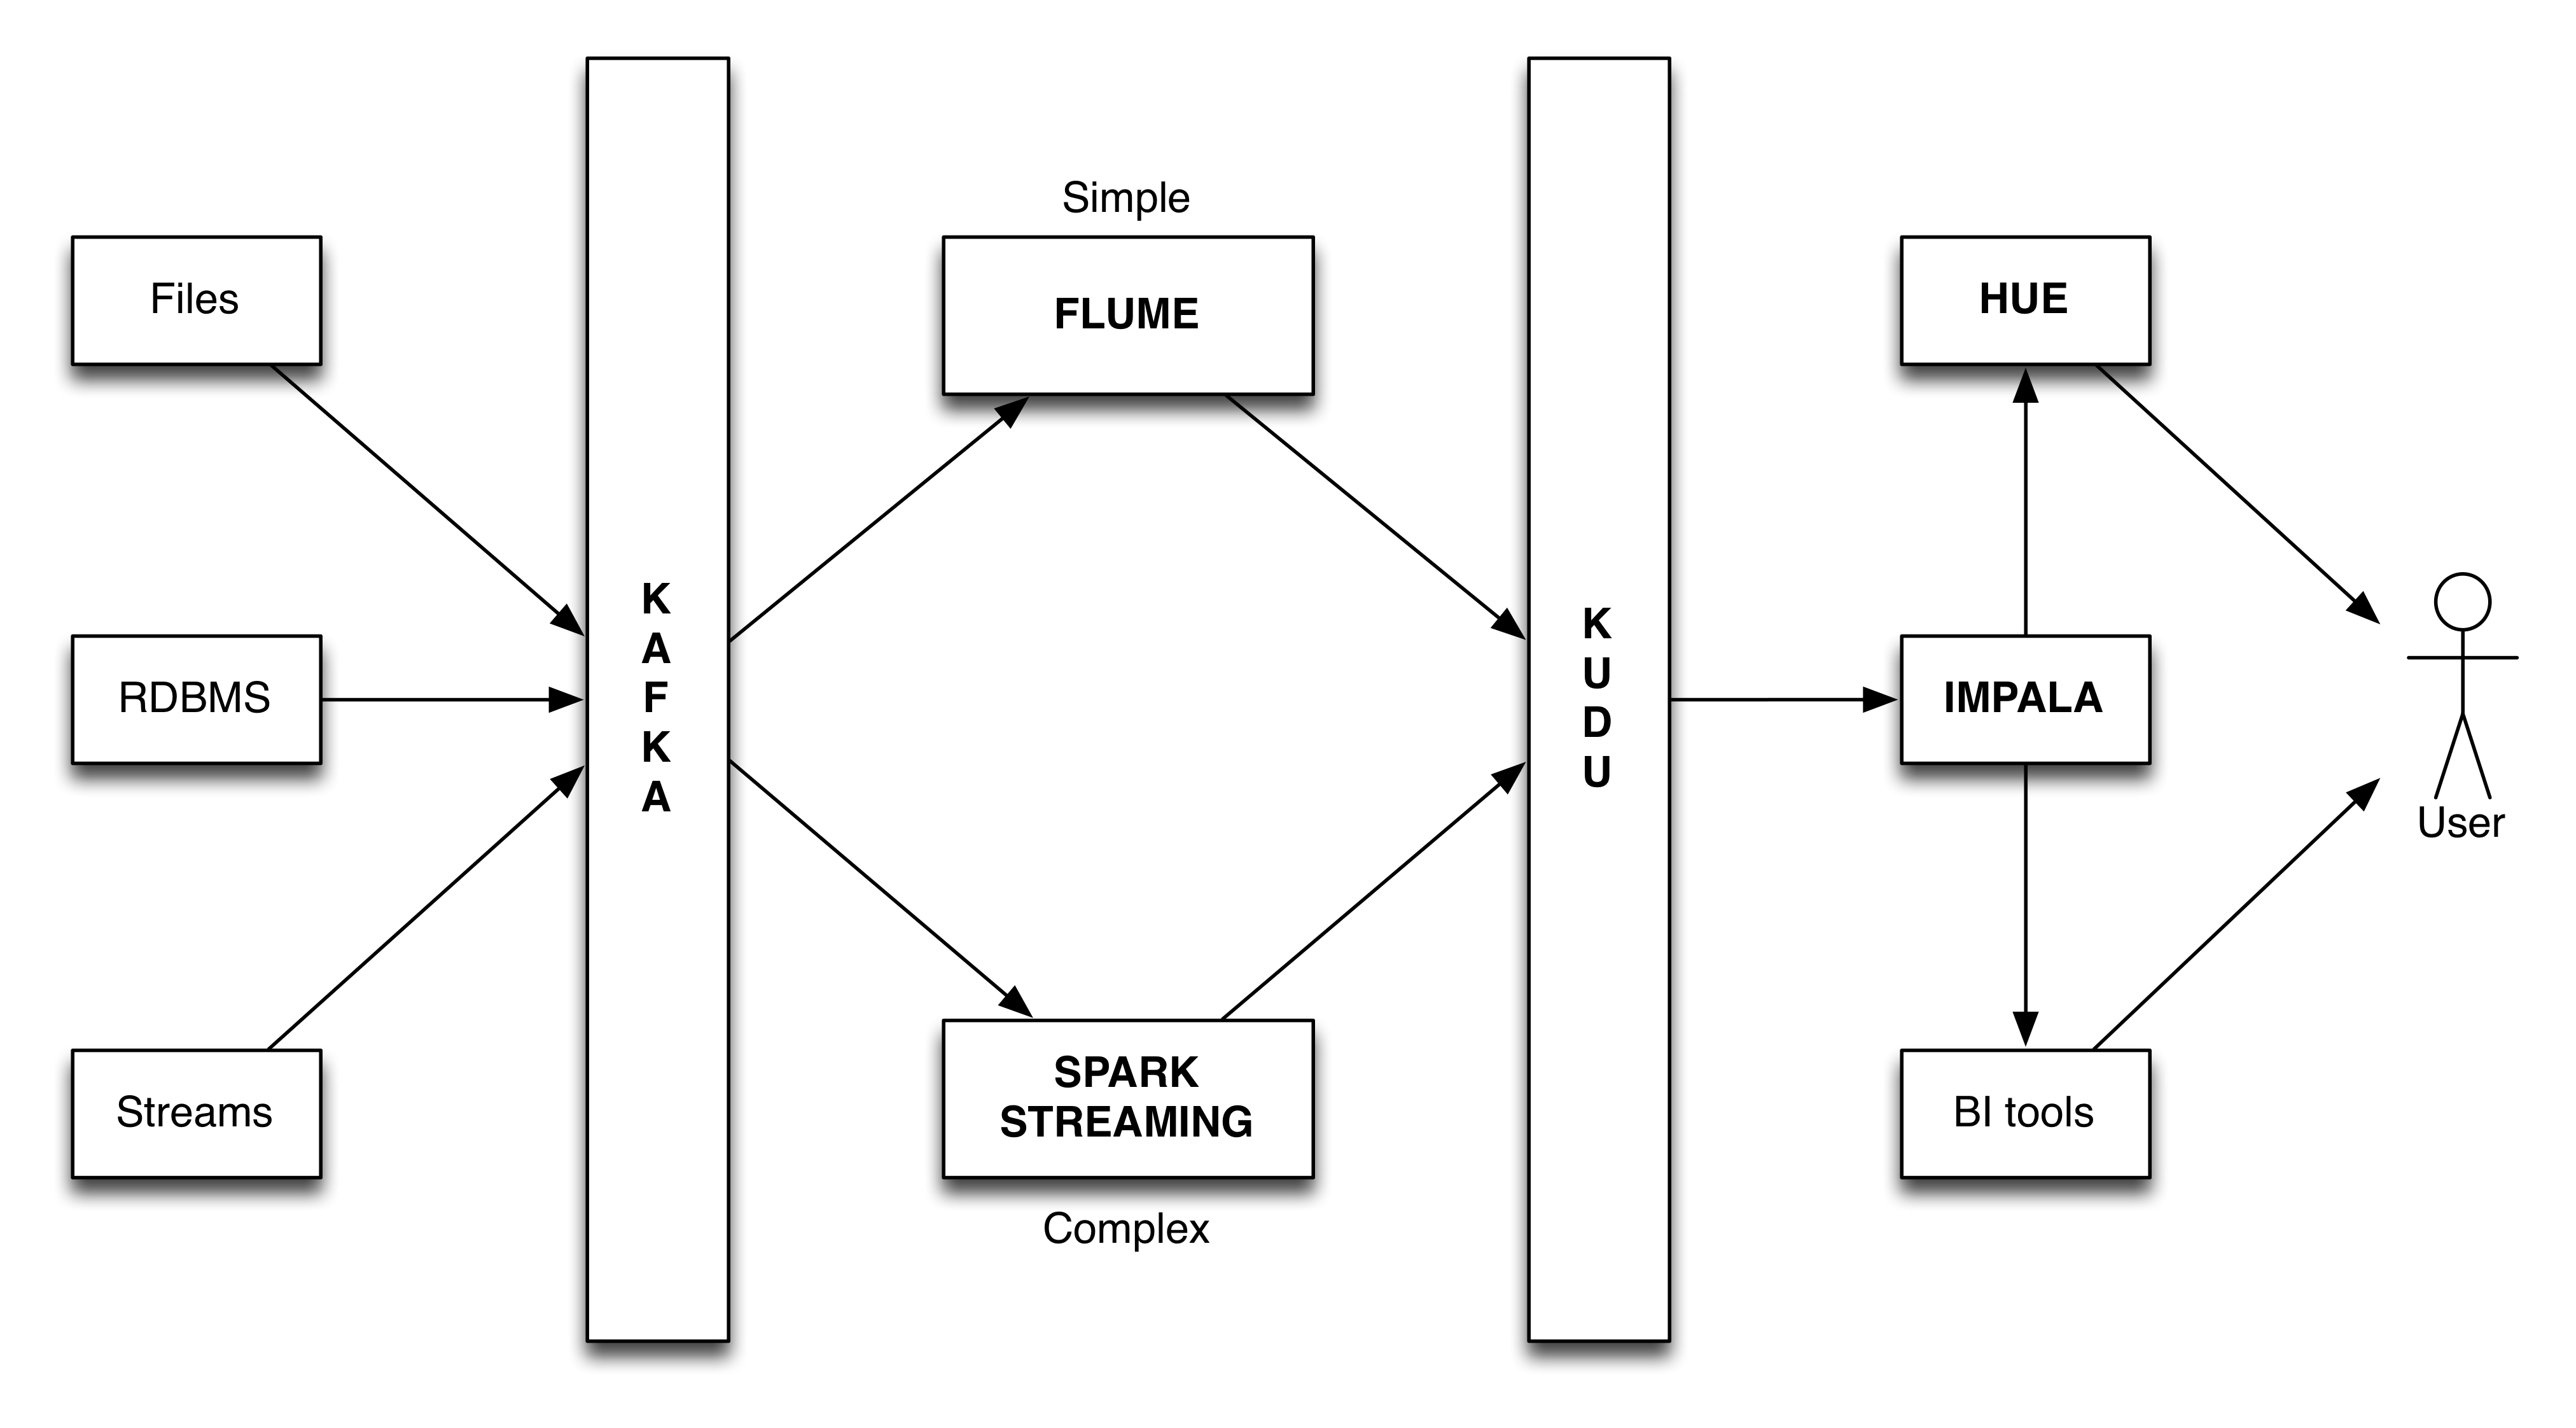 Files
RDBMS
Streams
K
A
F
K
A
Simple
FLUME
SPARK
STREAMING
Complex
K
U
D
U
HUE
IMPALA
BI tools
User